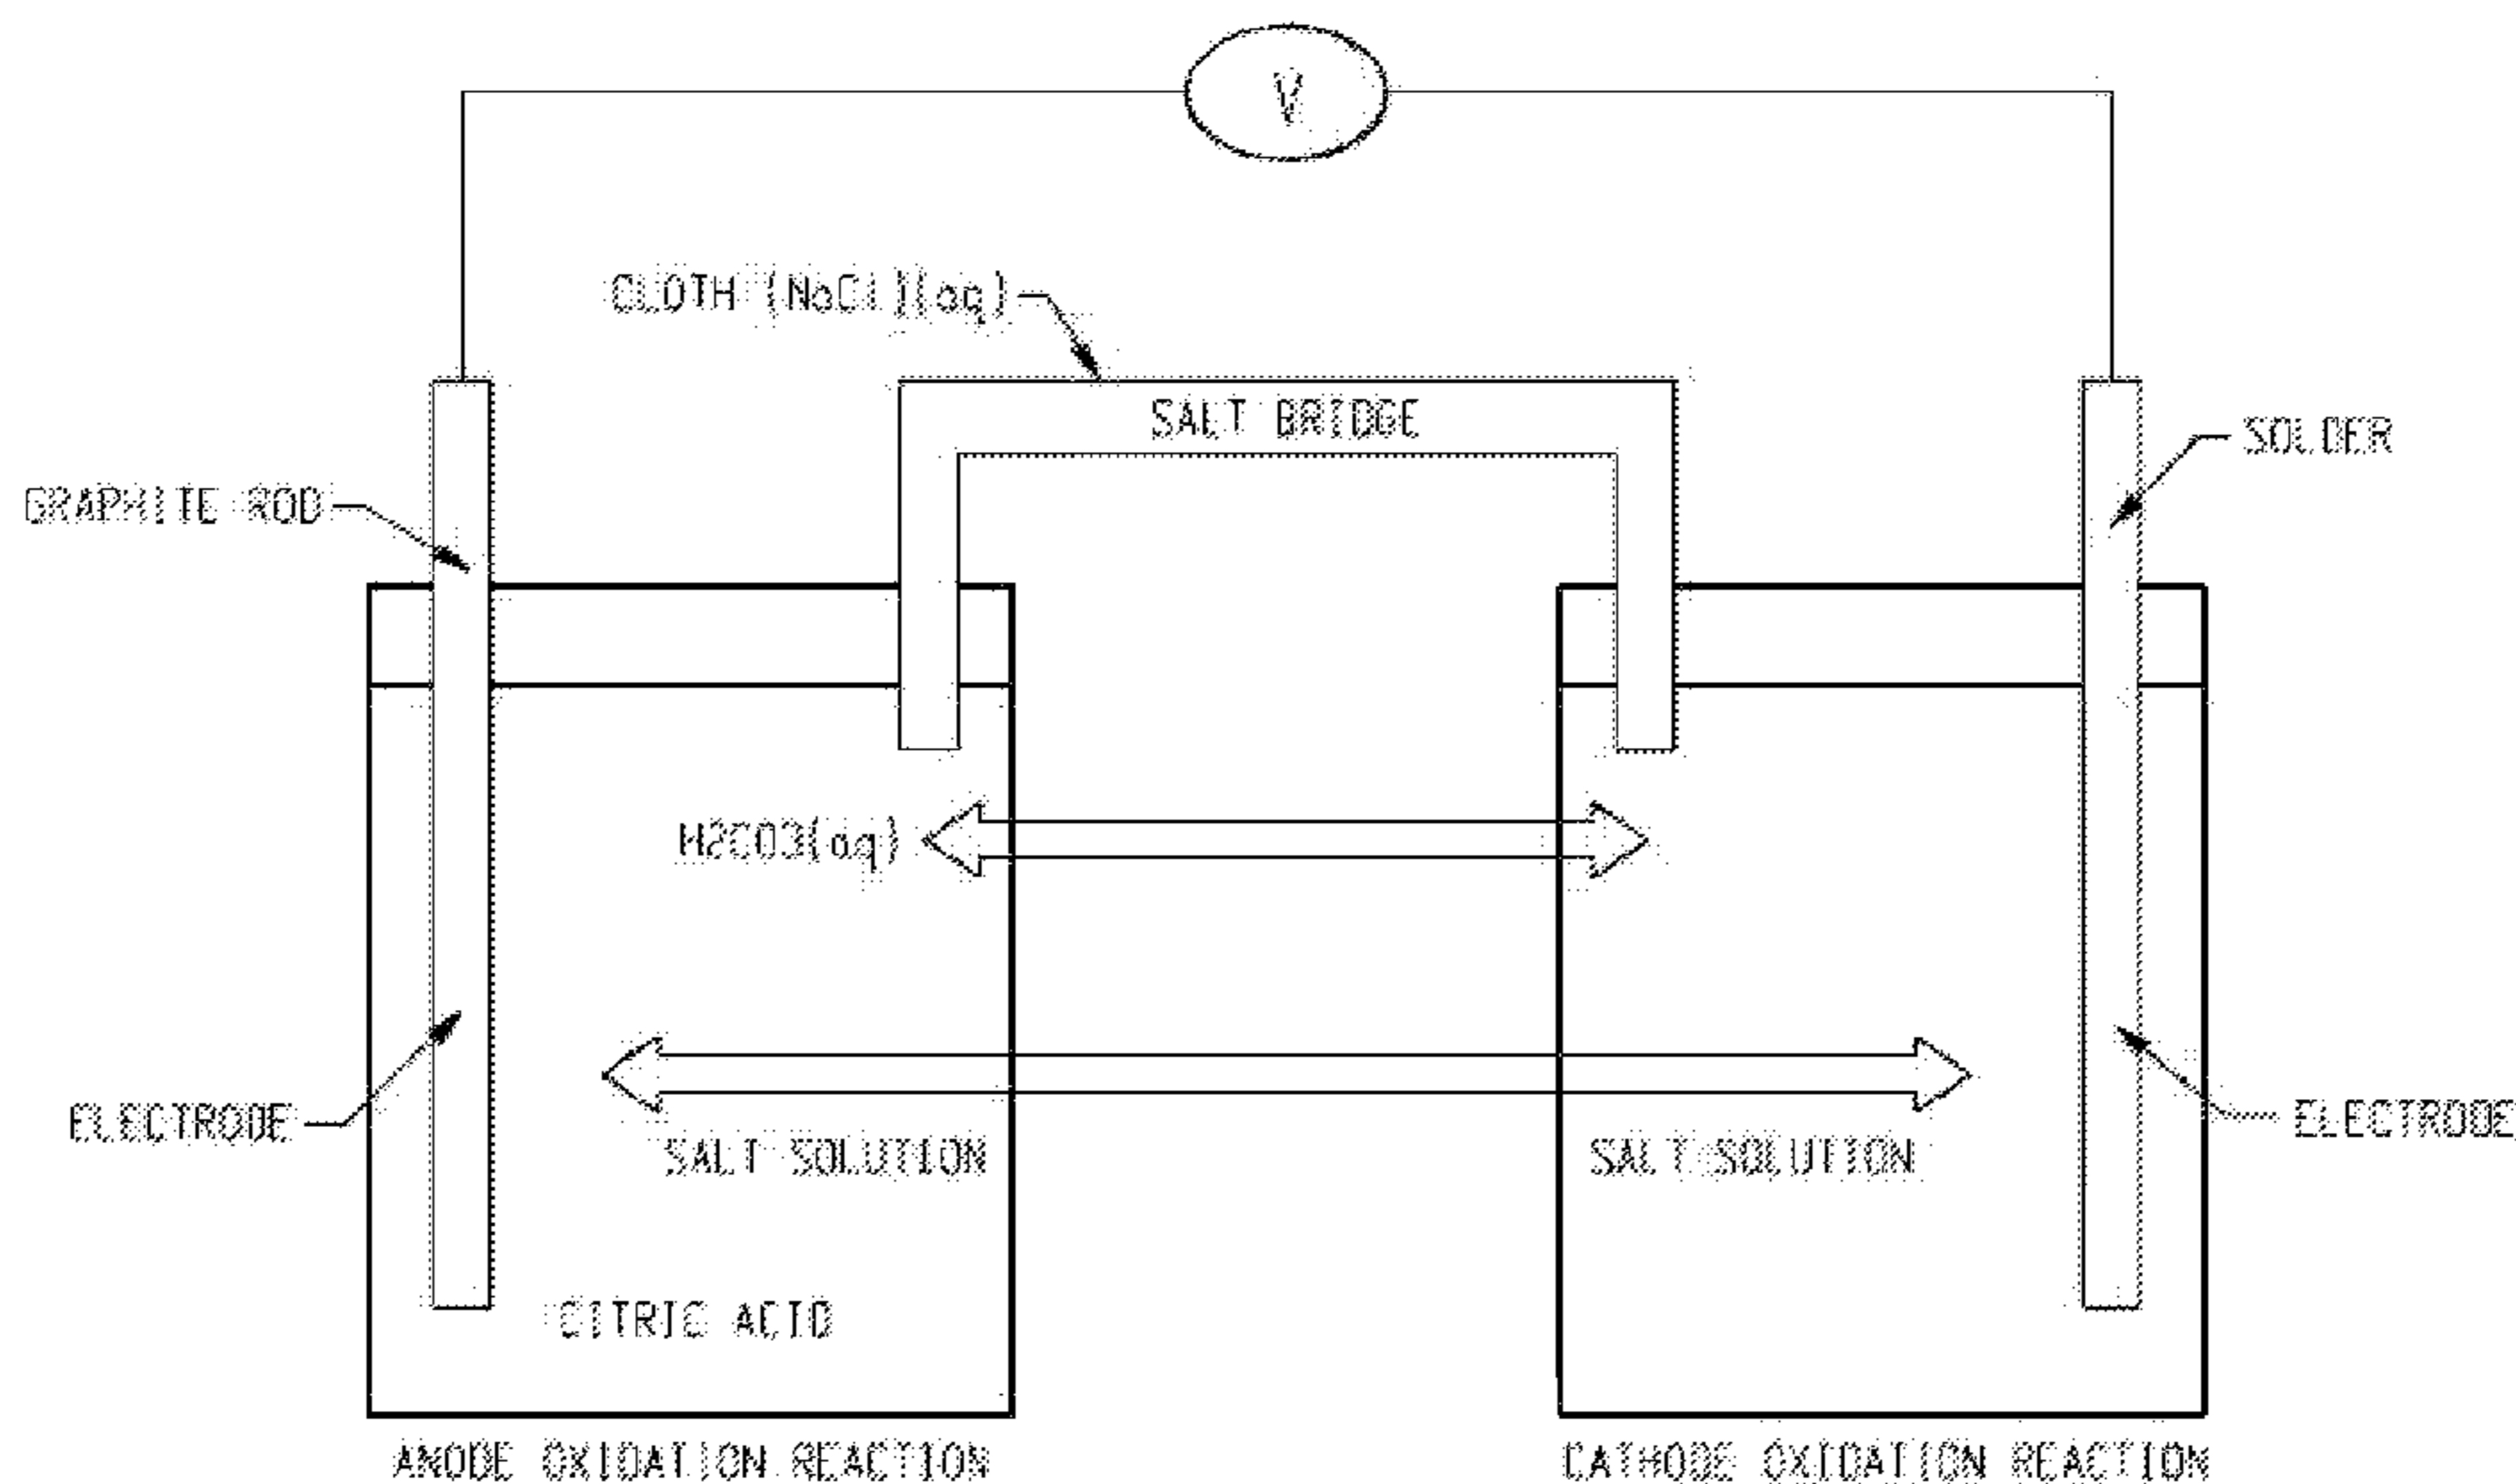 V
CLOTH (NaCl)(aq)
SALT BRIDGE
SOLDER
GRAPHITE ROD
H2CO3(aq)
ELECTRODE
ELECTRODE
SALT SOLUTION
SALT SOLUTION
CITRIC ACID
ANODE OXIDATION REACTION
CATHODE OXIDATION REACTION